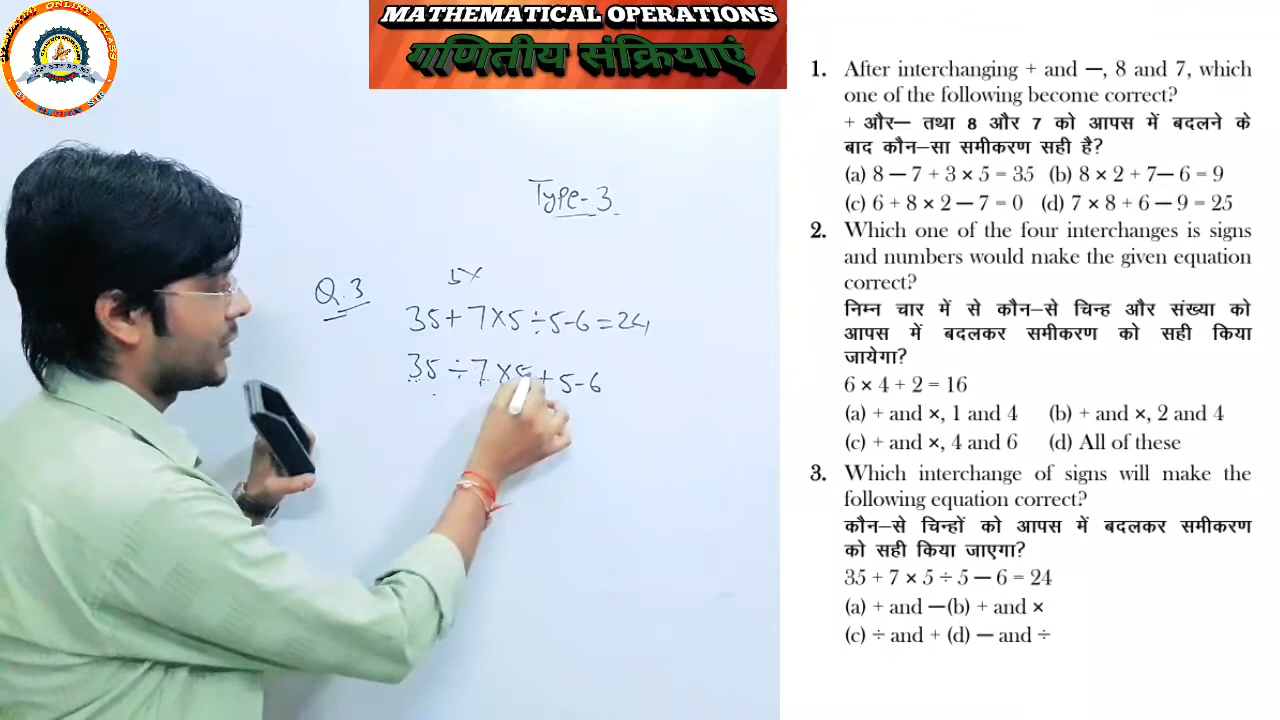 ONLINE CLASS
MATHEMATICAL OPERATIONS
गणितीय संक्रियाएं
Type-3
Q.3
5×
35+7×5÷5-6=24
35÷7×5+5-6
1. After interchanging + and —, 8 and 7, which
one of the following become correct?
+ और— तथा 8 और 7 को आपस में बदलने के
बाद कौन–सा समीकरण सही है?
(a) 8 — 7 + 3 × 5 = 35 (b) 8 × 2 + 7— 6 = 9
(c) 6 + 8 × 2 — 7 = 0 (d) 7 × 8 + 6 — 9 = 25
2. Which one of the four interchanges is signs
and numbers would make the given equation
correct?
निम्न चार में से कौन–से चिन्ह और संख्या को
आपस में बदलकर समीकरण को सही किया
जायेगा?
6 × 4 + 2 = 16
(a) + and ×, 1 and 4 (b) + and ×, 2 and 4
(c) + and ×, 4 and 6 (d) All of these
3. Which interchange of signs will make the
following equation correct?
कौन–से चिन्हों को आपस में बदलकर समीकरण
को सही किया जाएगा?
35 + 7 × 5 ÷ 5 — 6 = 24
(a) + and —(b) + and ×
(c) ÷ and + (d) — and ÷